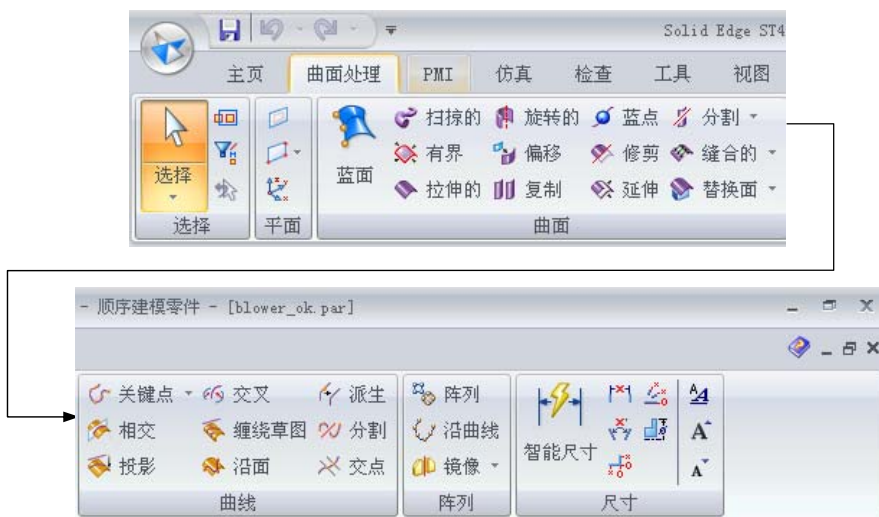 Solid Edge ST4
主页 曲面处理 PMI 仿真 检查 工具 视图
选择
蓝面
扫掠的 旋转的 蓝点 分割
有界 偏移 修剪 缝合的
拉伸的 复制 延伸 替换面
选择 平面 曲面
- 顺序建模零件 - [blower_ok.par]
关键点 交叉 派生 阵列
相交 缠绕草图 分割 沿曲线
投影 沿面 交点 镜像
智能尺寸
A
A
A
曲线 阵列 尺寸